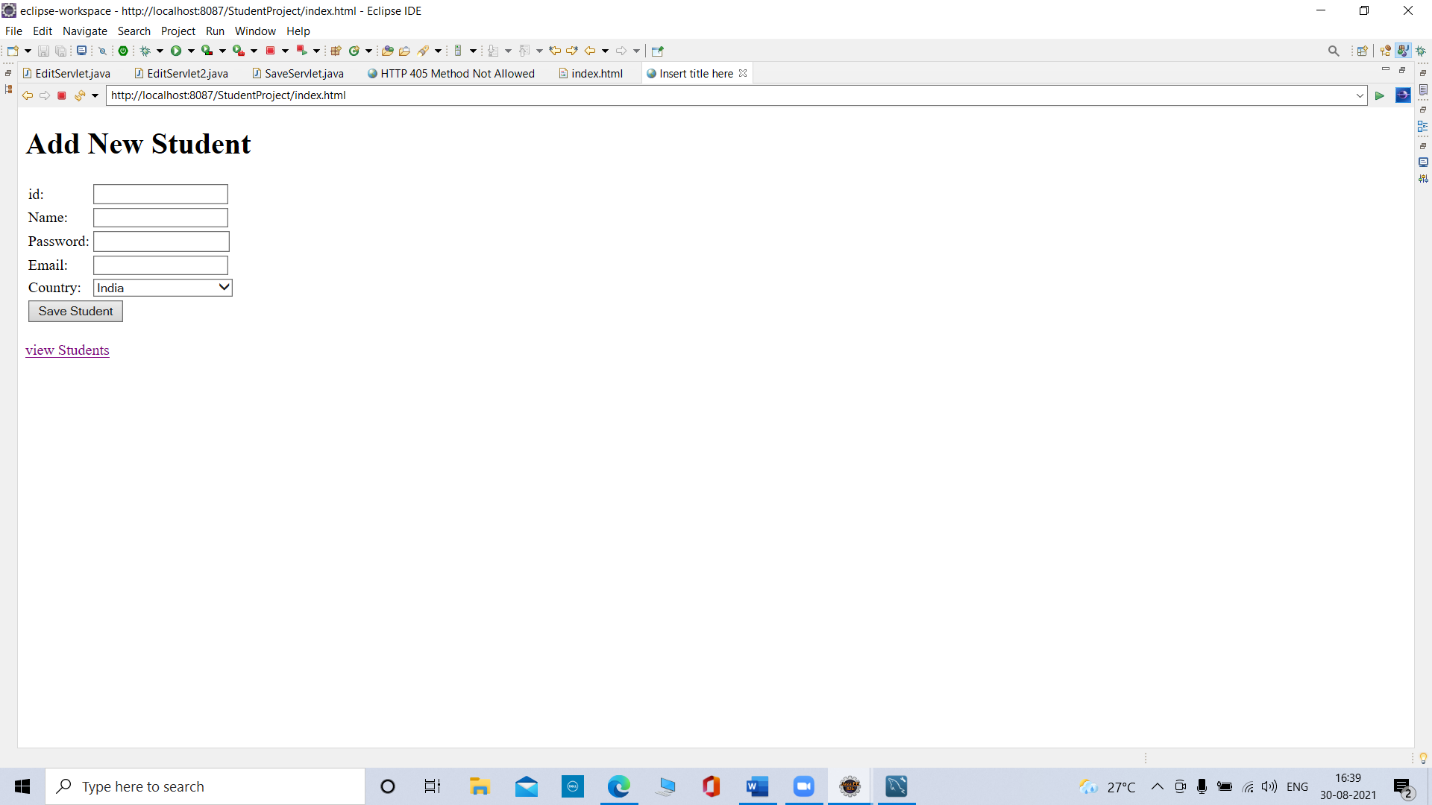 eclipse-workspace - http://localhost:8087/StudentProject/index.html - Eclipse IDE
File Edit Navigate Search Project Run Window Help
EditServlet.java EditServlet2.java SaveServlet.java HTTP 405 Method Not Allowed index.html Insert title here
http://localhost:8087/StudentProject/index.html
Add New Student
id:
Name:
Password:
Email:
Country: India
Save Student
view Students
Type here to search
27°C ENG
16:39
30-08-2021
2